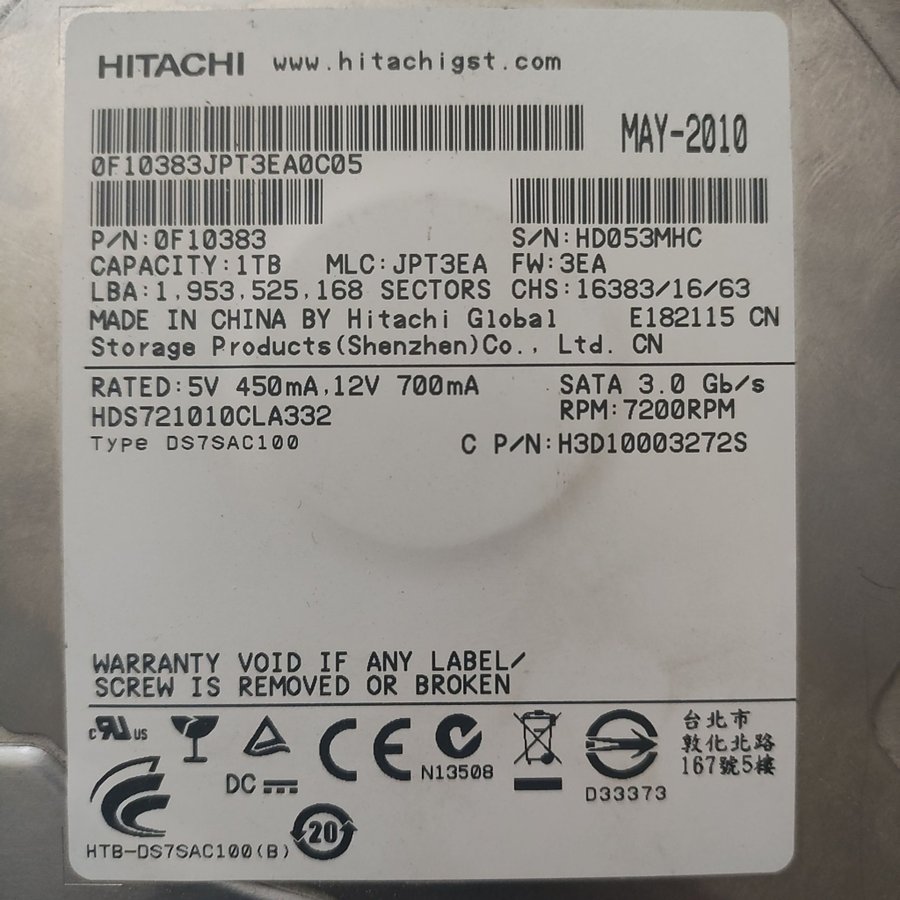 HITACHI www.hitachigst.com
MAY-2010
0F10383JPT3EA0C05
P/N:0F10383 S/N:HD053MHC
CAPACITY:1TB MLC:JPT3EA FW:3EA
LBA:1,953,525,168 SECTORS CHS:16383/16/63
MADE IN CHINA BY Hitachi Global E182115 CN
Storage Products(Shenzhen)Co., Ltd. CN
RATED:5V 450mA,12V 700mA SATA 3.0 Gb/s
HDS721010CLA332 RPM:7200RPM
Type DS7SAC100 C P/N:H3D10003272S
WARRANTY VOID IF ANY LABEL/
SCREW IS REMOVED OR BROKEN
c RU US
DC
CE
N13508
D33373
台北市
敦化北路
167號5樓
20
HTB-DS7SAC100(B)